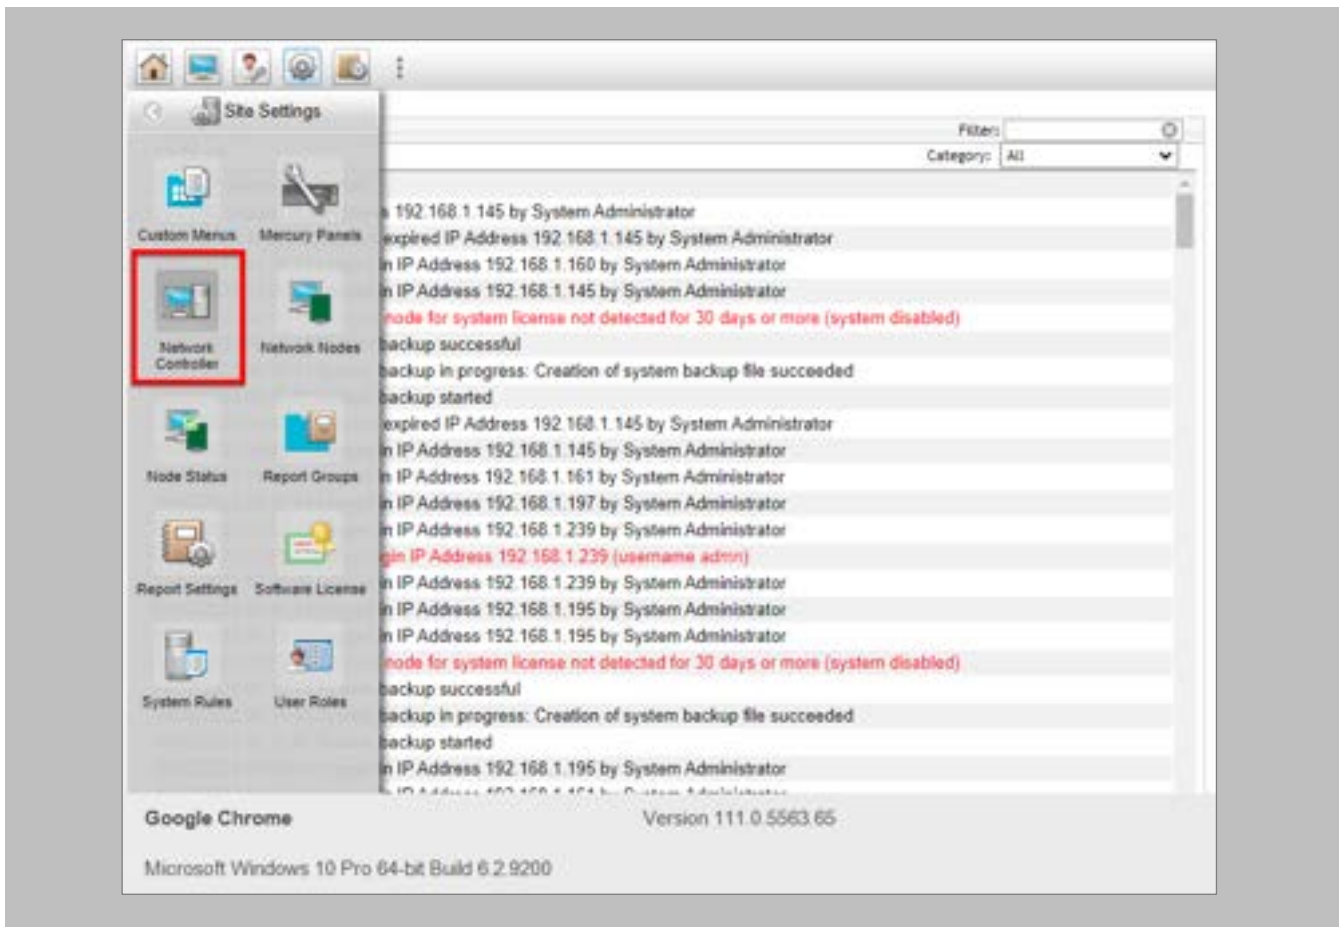 Site Settings
Filter:
Category: All
Custom Menus Mercury Panels
Network Controller
Network Nodes
Node Status Report Groups
Report Settings Software License
System Rules User Roles
192.168.1.145 by System Administrator
expired IP Address 192.168.1.145 by System Administrator
in IP Address 192.168.1.160 by System Administrator
in IP Address 192.168.1.145 by System Administrator
node for system license not detected for 30 days or more (system disabled)
backup successful
backup in progress: Creation of system backup file succeeded
backup started
expired IP Address 192.168.1.145 by System Administrator
in IP Address 192.168.1.145 by System Administrator
in IP Address 192.168.1.161 by System Administrator
in IP Address 192.168.1.197 by System Administrator
in IP Address 192.168.1.239 by System Administrator
gin IP Address 192.168.1.239 (username admn)
in IP Address 192.168.1.239 by System Administrator
in IP Address 192.168.1.195 by System Administrator
in IP Address 192.168.1.195 by System Administrator
node for system license not detected for 30 days or more (system disabled)
backup successful
backup in progress: Creation of system backup file succeeded
backup started
in IP Address 192.168.1.195 by System Administrator
Google Chrome Version 111.0.5563.65
Microsoft Windows 10 Pro 64-bit Build 6.2.9200